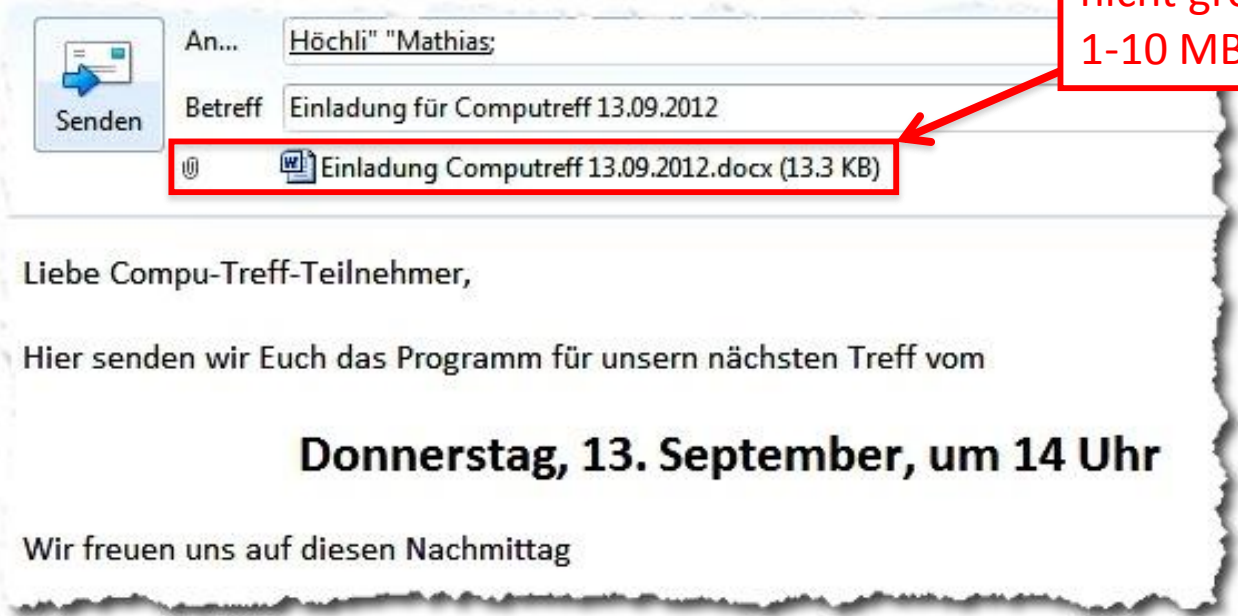 1-10 MB
An...
Höchli" "Mathias;
Senden
Betreff
Einladung für Computreff 13.09.2012
Einladung Computreff 13.09.2012.docx (13.3 KB)
Liebe Compu-Treff-Teilnehmer,
Hier senden wir Euch das Programm für unsern nächsten Treff vom
Donnerstag, 13. September, um 14 Uhr
Wir freuen uns auf diesen Nachmittag